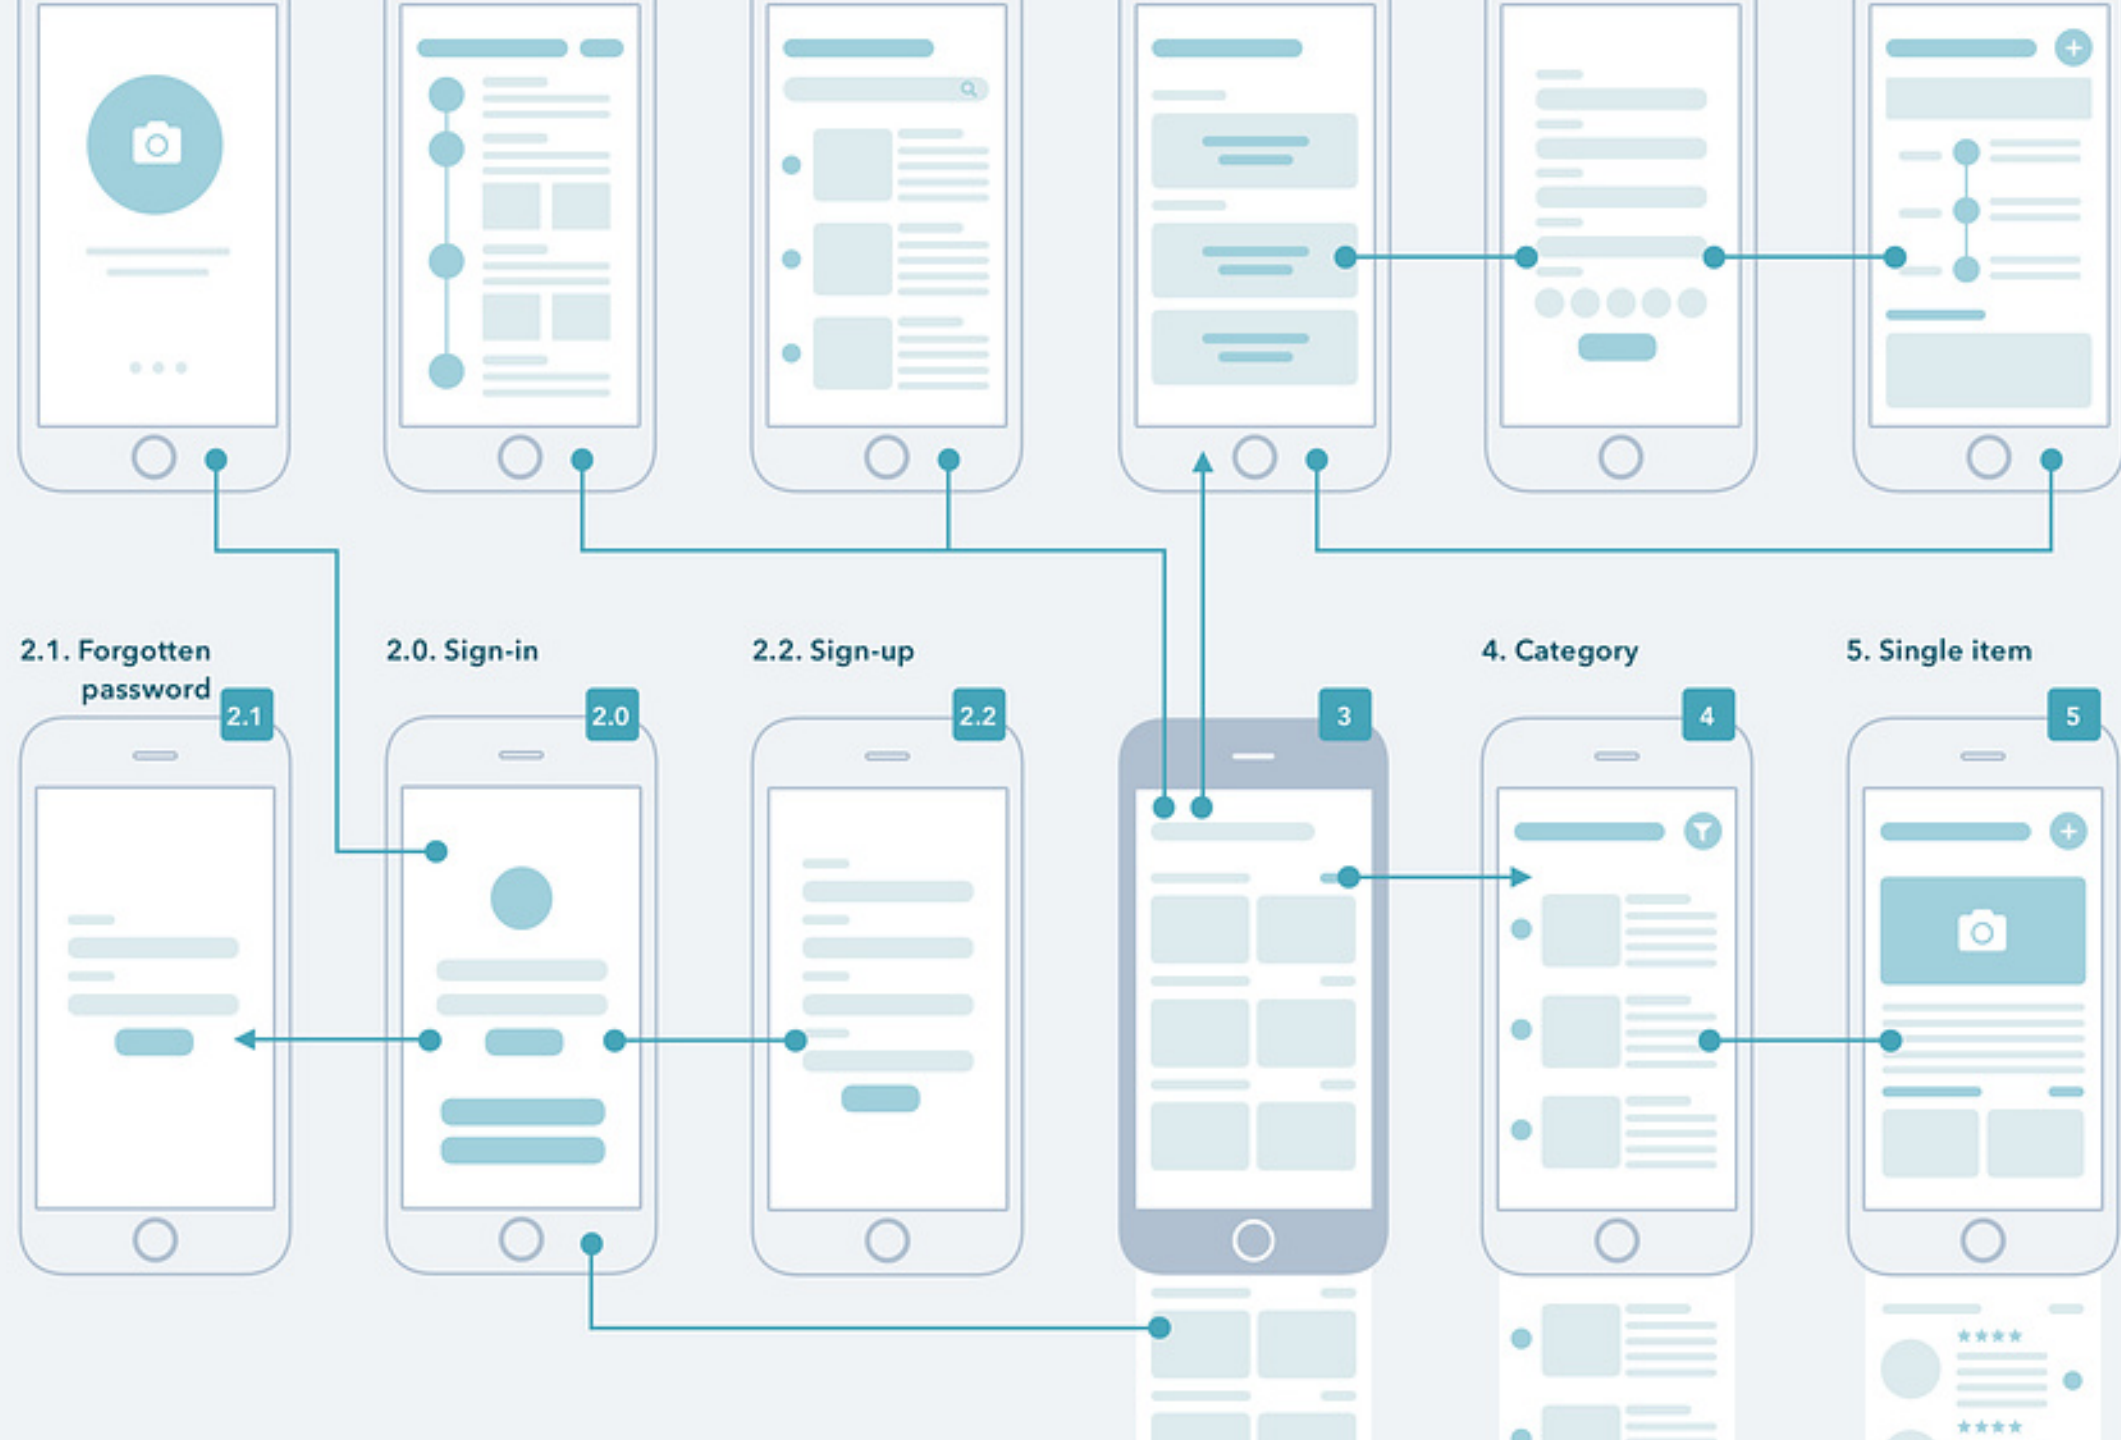 2.1. Forgotten
password
2.0. Sign-in
2.2. Sign-up
4. Category
5. Single item
2.1
2.0
2.2
3
4
5